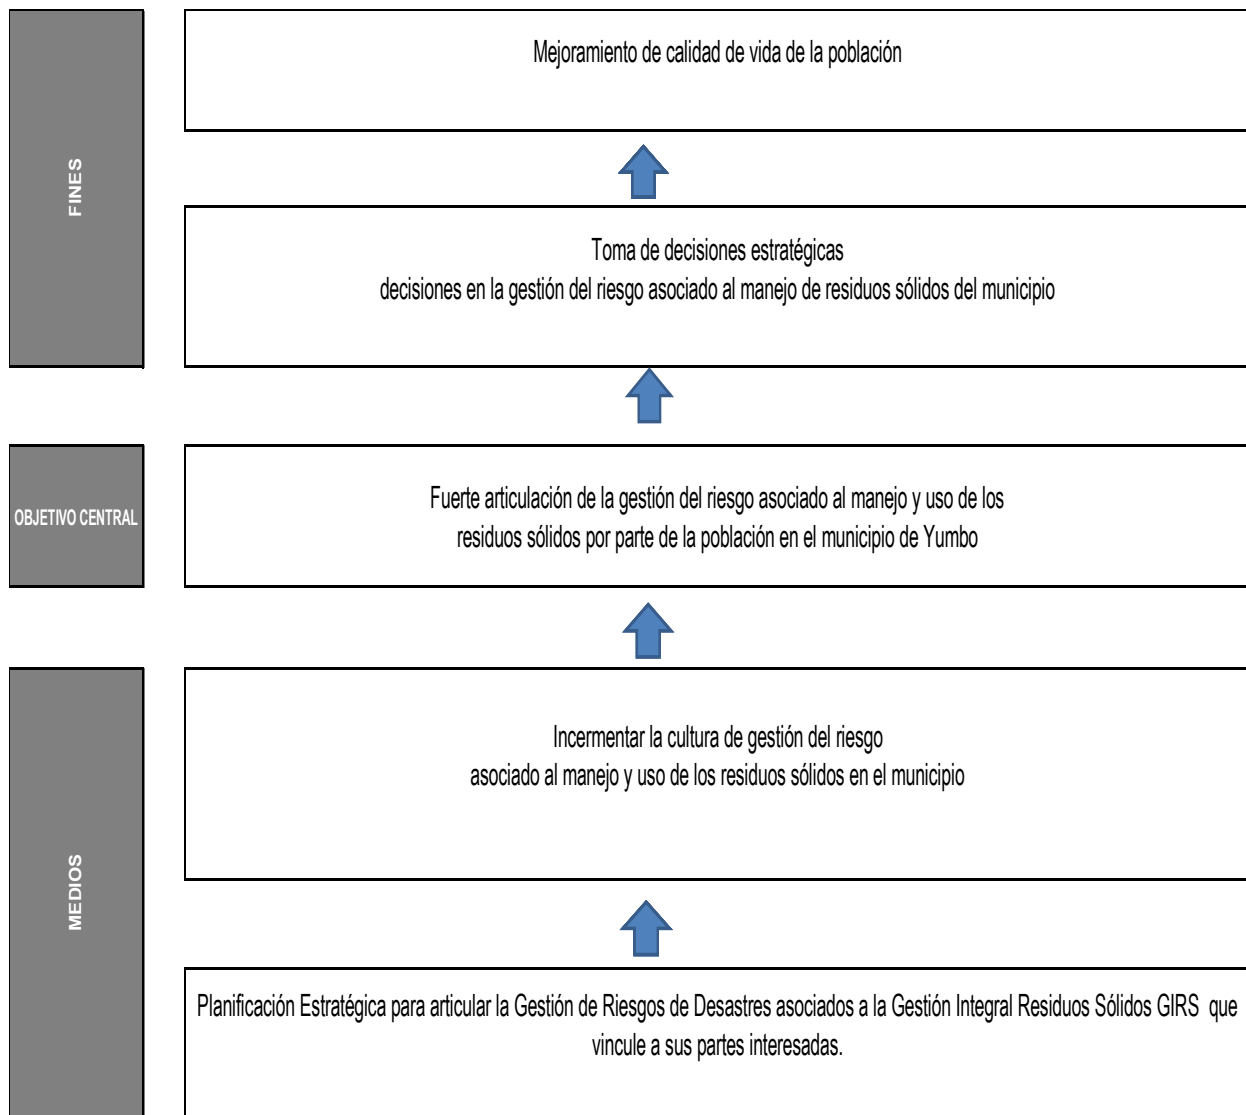 FINES
Mejoramiento de calidad de vida de la población
Toma de decisiones estratégicas
decisiones en la gestión del riesgo asociado al manejo de residuos sólidos del municipio
OBJETIVO CENTRAL
Fuerte articulación de la gestión del riesgo asociado al manejo y uso de los
residuos sólidos por parte de la población en el municipio de Yumbo
MEDIOS
Incermentar la cultura de gestión del riesgo
asociado al manejo y uso de los residuos sólidos en el municipio
Planificación Estratégica para articular la Gestión de Riesgos de Desastres asociados a la Gestión Integral Residuos Sólidos GIRS que
vincule a sus partes interesadas.